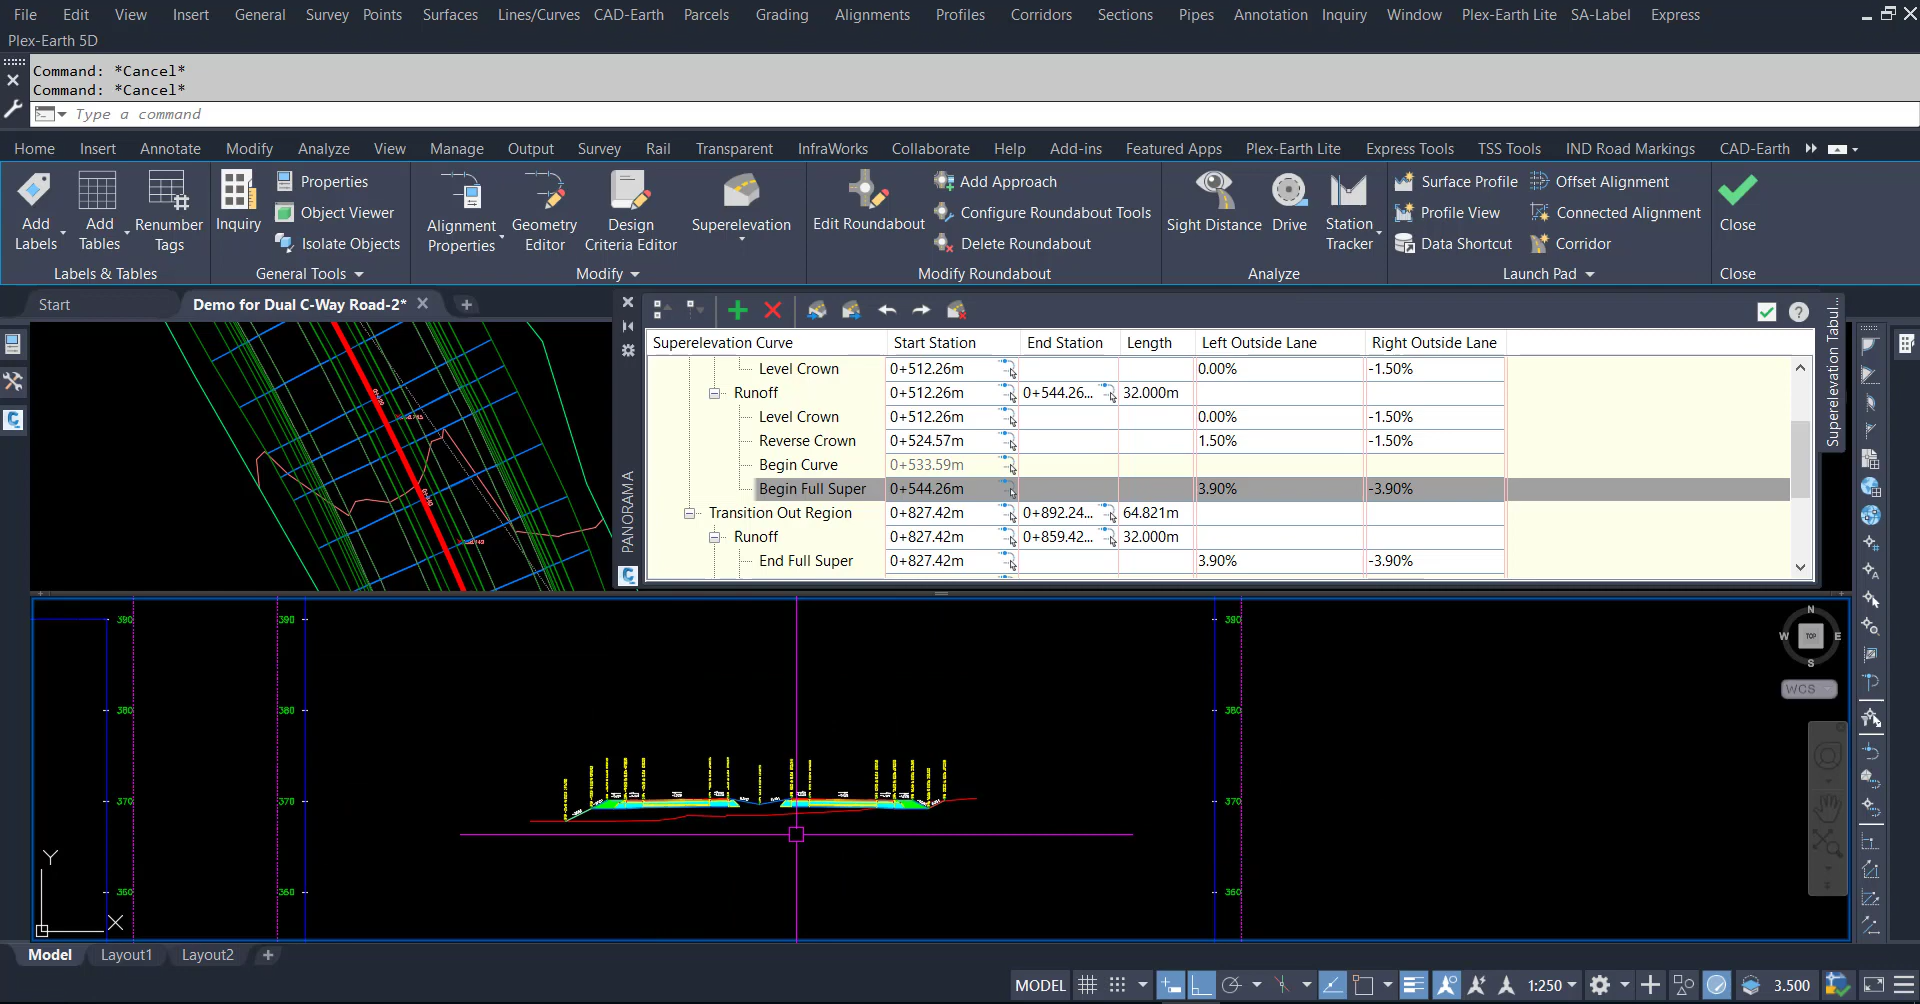 File Edit View Insert General Survey Points Surfaces Lines/Curves CAD-Earth Parcels Grading Alignments Profiles Corridors Sections Pipes Annotation Inquiry Window Plex-Earth Lite SA-Label Express
Plex-Earth 5D
Command: *Cancel*
Command: *Cancel*
Type a command
Home Insert Annotate Modify Analyze View Manage Output Survey Rail Transparent InfraWorks Collaborate Help Add-ins Featured Apps Plex-Earth Lite Express Tools TSS Tools IND Road Markings CAD-Earth
Add Labels
Add Tables
Renumber Tags
Labels & Tables
Inquiry
Properties
Object Viewer
Isolate Objects
General Tools
Alignment Properties
Geometry Editor
Design Criteria Editor
Superelevation
Modify
Edit Roundabout
Add Approach
Configure Roundabout Tools
Delete Roundabout
Modify Roundabout
Sight Distance
Drive
Station Tracker
Analyze
Surface Profile
Profile View
Data Shortcut
Offset Alignment
Connected Alignment
Corridor
Launch Pad
Close
Close
Start
Demo for Dual C-Way Road-2*
PANORAMA
Superelevation Tabul...
Superelevation Curve Start Station End Station Length Left Outside Lane Right Outside Lane
Level Crown 0+512.26m 0.00% -1.50%
Runoff 0+512.26m 0+544.26... 32.000m
Level Crown 0+512.26m 0.00% -1.50%
Reverse Crown 0+524.57m 1.50% -1.50%
Begin Curve 0+533.59m
Begin Full Super 0+544.26m 3.90% -3.90%
Transition Out Region 0+827.42m 0+892.24... 64.821m
Runoff 0+827.42m 0+859.42... 32.000m
End Full Super 0+827.42m 3.90% -3.90%
390 390 390
380 380 380
370 370 370
360 360 360
N
W TOP E
S
WCS
Y
X
Model Layout1 Layout2
MODEL 1:250 3.500